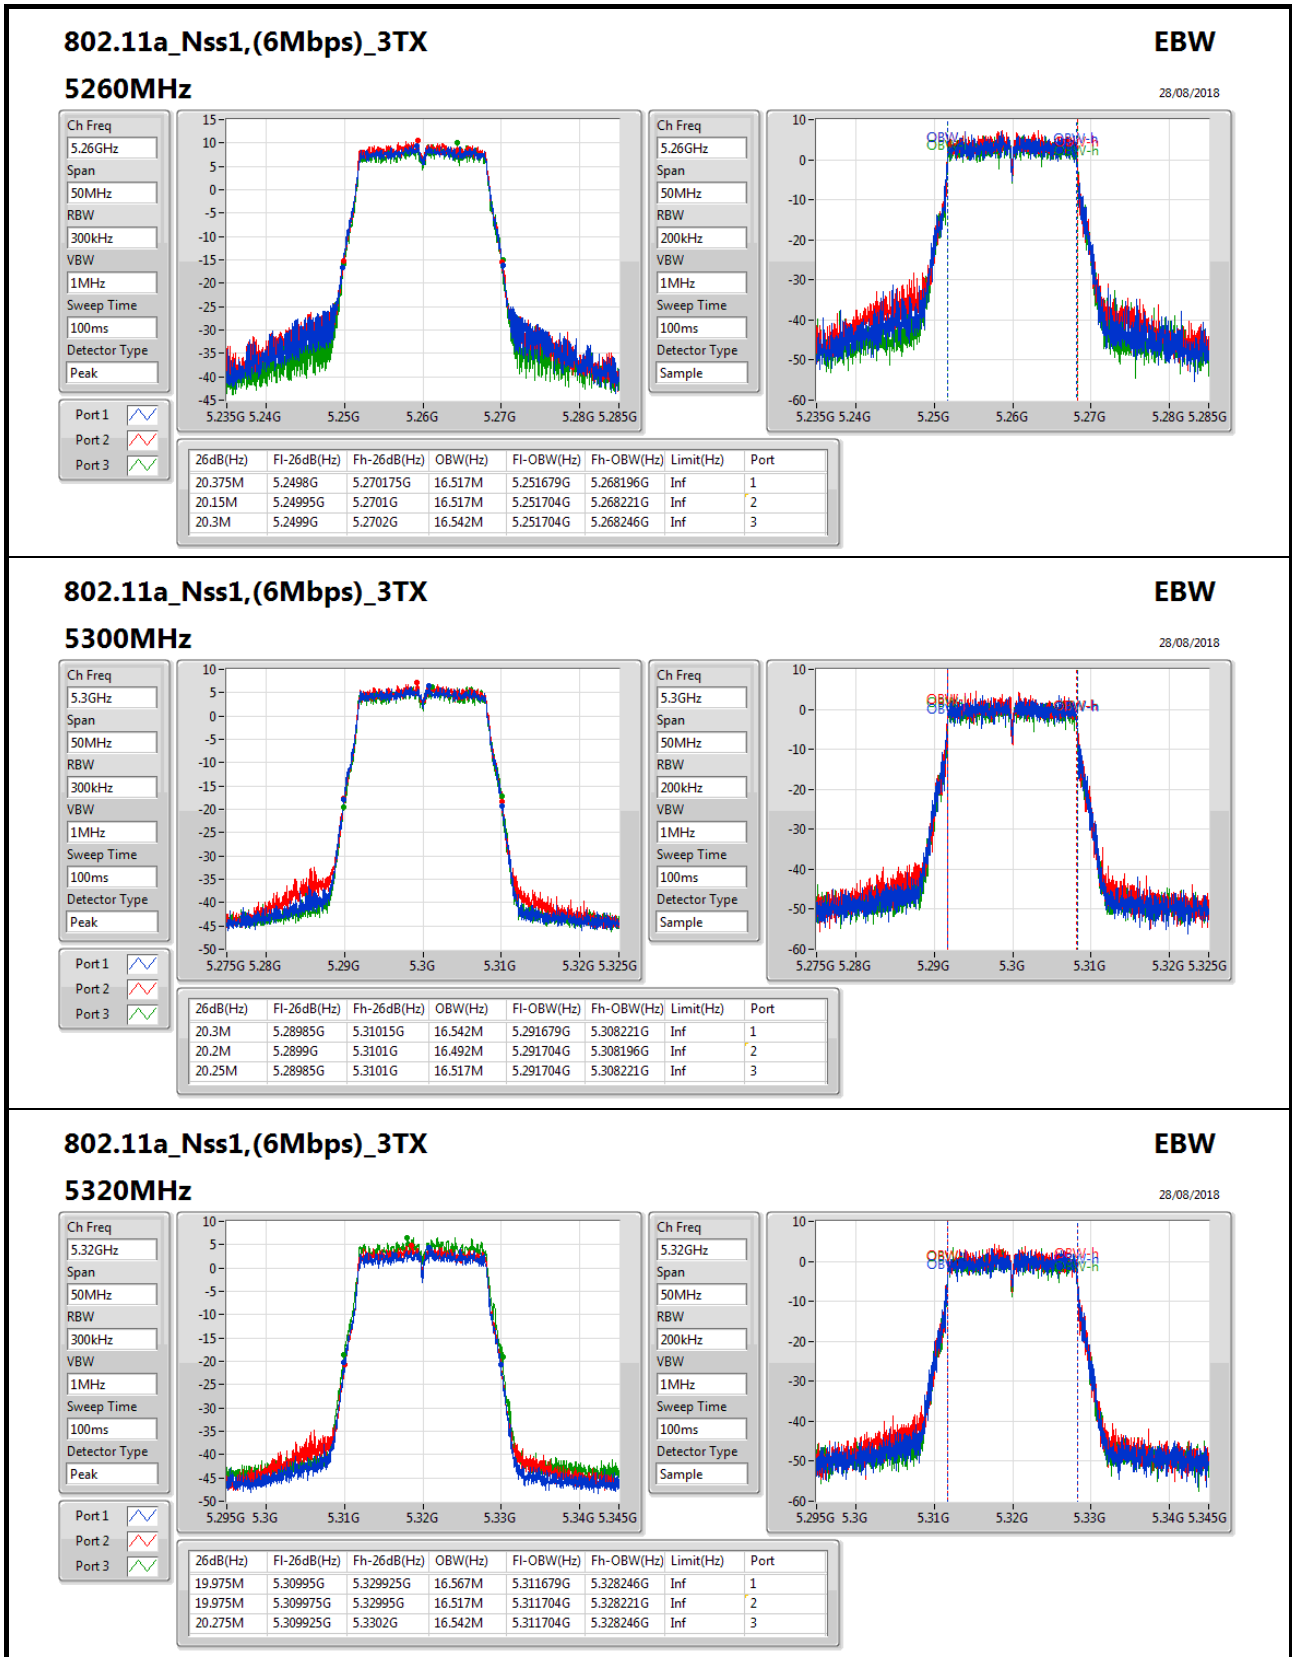 802.11a_Nss1,(6Mbps)_3TX EBW
5260MHz 28/08/2018
Ch Freq
5.26GHz
Span
50MHz
RBW
300kHz
VBW
1MHz
Sweep Time
100ms
Detector Type
Peak
Port 1
Port 2
Port 3
15
10
5
0
-5
-10
-15
-20
-25
-30
-35
-40
-45
5.235G 5.24G 5.25G 5.26G 5.27G 5.28G 5.285G
Ch Freq
5.26GHz
Span
50MHz
RBW
200kHz
VBW
1MHz
Sweep Time
100ms
Detector Type
Sample
10
0
-10
-20
-30
-40
-50
-60
OBW-h
5.235G 5.24G 5.25G 5.26G 5.27G 5.28G 5.285G
26dB(Hz) Fl-26dB(Hz) Fh-26dB(Hz) OBW(Hz) Fl-OBW(Hz) Fh-OBW(Hz) Limit(Hz) Port
20.375M 5.2498G 5.270175G 16.517M 5.251679G 5.268196G Inf 1
20.15M 5.24995G 5.2701G 16.517M 5.251704G 5.268221G Inf 2
20.3M 5.2499G 5.2702G 16.542M 5.251704G 5.268246G Inf 3
802.11a_Nss1,(6Mbps)_3TX EBW
5300MHz 28/08/2018
Ch Freq
5.3GHz
Span
50MHz
RBW
300kHz
VBW
1MHz
Sweep Time
100ms
Detector Type
Peak
Port 1
Port 2
Port 3
10
5
0
-5
-10
-15
-20
-25
-30
-35
-40
-45
-50
5.275G 5.28G 5.29G 5.3G 5.31G 5.32G 5.325G
Ch Freq
5.3GHz
Span
50MHz
RBW
200kHz
VBW
1MHz
Sweep Time
100ms
Detector Type
Sample
10
0
-10
-20
-30
-40
-50
-60
OBW-h
5.275G 5.28G 5.29G 5.3G 5.31G 5.32G 5.325G
26dB(Hz) Fl-26dB(Hz) Fh-26dB(Hz) OBW(Hz) Fl-OBW(Hz) Fh-OBW(Hz) Limit(Hz) Port
20.3M 5.28985G 5.31015G 16.542M 5.291679G 5.308221G Inf 1
20.2M 5.2899G 5.3101G 16.492M 5.291704G 5.308196G Inf 2
20.25M 5.28985G 5.3101G 16.517M 5.291704G 5.308221G Inf 3
802.11a_Nss1,(6Mbps)_3TX EBW
5320MHz 28/08/2018
Ch Freq
5.32GHz
Span
50MHz
RBW
300kHz
VBW
1MHz
Sweep Time
100ms
Detector Type
Peak
Port 1
Port 2
Port 3
10
5
0
-5
-10
-15
-20
-25
-30
-35
-40
-45
-50
5.295G 5.3G 5.31G 5.32G 5.33G 5.34G 5.345G
Ch Freq
5.32GHz
Span
50MHz
RBW
200kHz
VBW
1MHz
Sweep Time
100ms
Detector Type
Sample
10
0
-10
-20
-30
-40
-50
-60
OBW-h
5.295G 5.3G 5.31G 5.32G 5.33G 5.34G 5.345G
26dB(Hz) Fl-26dB(Hz) Fh-26dB(Hz) OBW(Hz) Fl-OBW(Hz) Fh-OBW(Hz) Limit(Hz) Port
19.975M 5.30995G 5.329925G 16.567M 5.311679G 5.328246G Inf 1
19.975M 5.309975G 5.32995G 16.517M 5.311704G 5.328221G Inf 2
20.275M 5.309925G 5.3302G 16.542M 5.311704G 5.328246G Inf 3